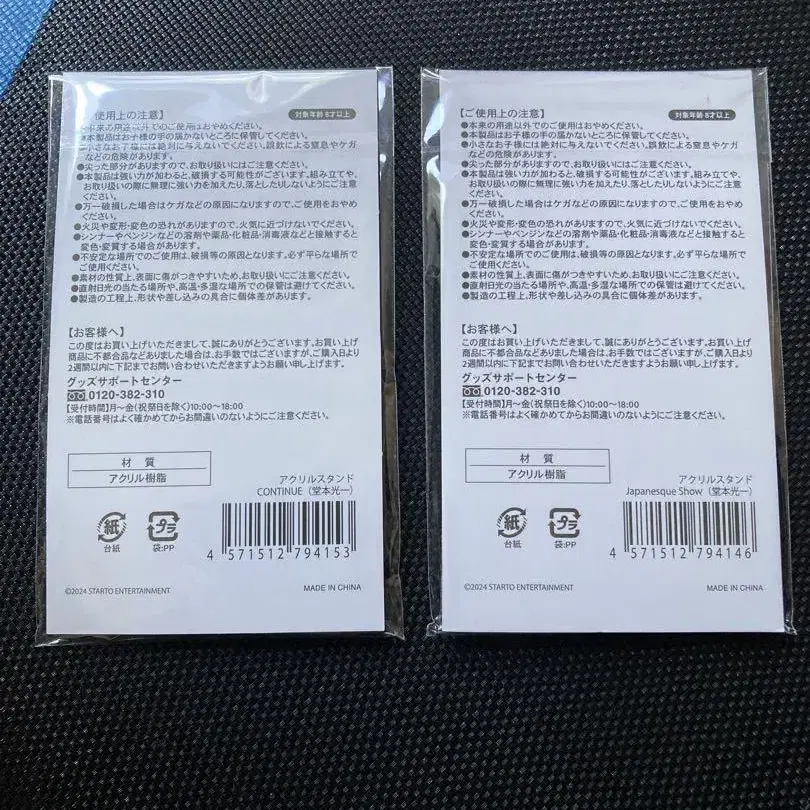 使用上の注意】
対象年齢 8才以上
●本来の用途以外でのご使用はおやめください。
●本製品はお子様の手の届かないところに保管してください。
●小さなお子様には絶対に与えないでください。誤飲による窒息やケガ
などの危険があります。
●尖った部分がありますので、お取り扱いにはご注意ください。
●本製品は強い力が加わると、破損する可能性がございます。組み立てや、
お取り扱いの際に無理に強い力を加えたり、落としたりしないようにご注意
ください。
●万一破損した場合はケガなどの原因になりますので、ご使用をおやめ
ください。
●火災や変形・変色の恐れがありますので、火気に近づけないでください。
●シンナーやベンジンなどの溶剤や薬品・化粧品・消毒液などと接触すると
変色・変質する場合があります。
●不安定な場所でのご使用は、破損等の原因となります。必ず平らな場所で
ご使用ください。
●素材の性質上、表面に傷がつきやすいため、お取り扱いにご注意ください。
●直射日光の当たる場所や、高温・多湿な場所での保管は避けてください。
●製造の工程上、形状や差し込みの具合に個体差があります。
【お客様へ】
この度はお買い上げいただきまして、誠にありがとうございます。お買い上げ
商品に不都合品などありました場合は、お手数ではございますが、ご購入日より
2週間以内に下記までお問い合わせいただきますようお願い申し上げます。
グッズサポートセンター
0120-382-310
【受付時間】月〜金(祝祭日を除く)10:00〜18:00
※電話番号はよく確かめてからお間違いのないようにご注意ください。
材 質
アクリル樹脂
アクリルスタンド
CONTINUE(堂本光一)
紙
台紙
プラ
袋:PP
4 571512 794153
©2024 STARTO ENTERTAINMENT
MADE IN CHINA
【ご使用上の注意】
対象年齢 8才以上
●本来の用途以外でのご使用はおやめください。
●本製品はお子様の手の届かないところに保管してください。
●小さなお子様には絶対に与えないでください。誤飲による窒息やケガ
などの危険があります。
●尖った部分がありますので、お取り扱いにはご注意ください。
●本製品は強い力が加わると、破損する可能性がございます。組み立てや、
お取り扱いの際に無理に強い力を加えたり、落としたりしないようにご注意
ください。
●万一破損した場合はケガなどの原因になりますので、ご使用をおやめ
ください。
●火災や変形・変色の恐れがありますので、火気に近づけないでください。
●シンナーやベンジンなどの溶剤や薬品・化粧品・消毒液などと接触すると
変色・変質する場合があります。
●不安定な場所でのご使用は、破損等の原因となります。必ず平らな場所で
ご使用ください。
●素材の性質上、表面に傷がつきやすいため、お取り扱いにご注意ください。
●直射日光の当たる場所や、高温・多湿な場所での保管は避けてください。
●製造の工程上、形状や差し込みの具合に個体差があります。
【お客様へ】
この度はお買い上げいただきまして、誠にありがとうございます。お買い上げ
商品に不都合品などありました場合は、お手数ではございますが、ご購入日より
2週間以内に下記までお問い合わせいただきますようお願い申し上げます。
グッズサポートセンター
0120-382-310
【受付時間】月〜金(祝祭日を除く)10:00〜18:00
※電話番号はよく確かめてからお間違いのないようにご注意ください。
材 質
アクリル樹脂
アクリルスタンド
Japanesque Show(堂本光一)
紙
台紙
プラ
袋:PP
4 571512 794146
©2024 STARTO ENTERTAINMENT
MADE IN CHINA